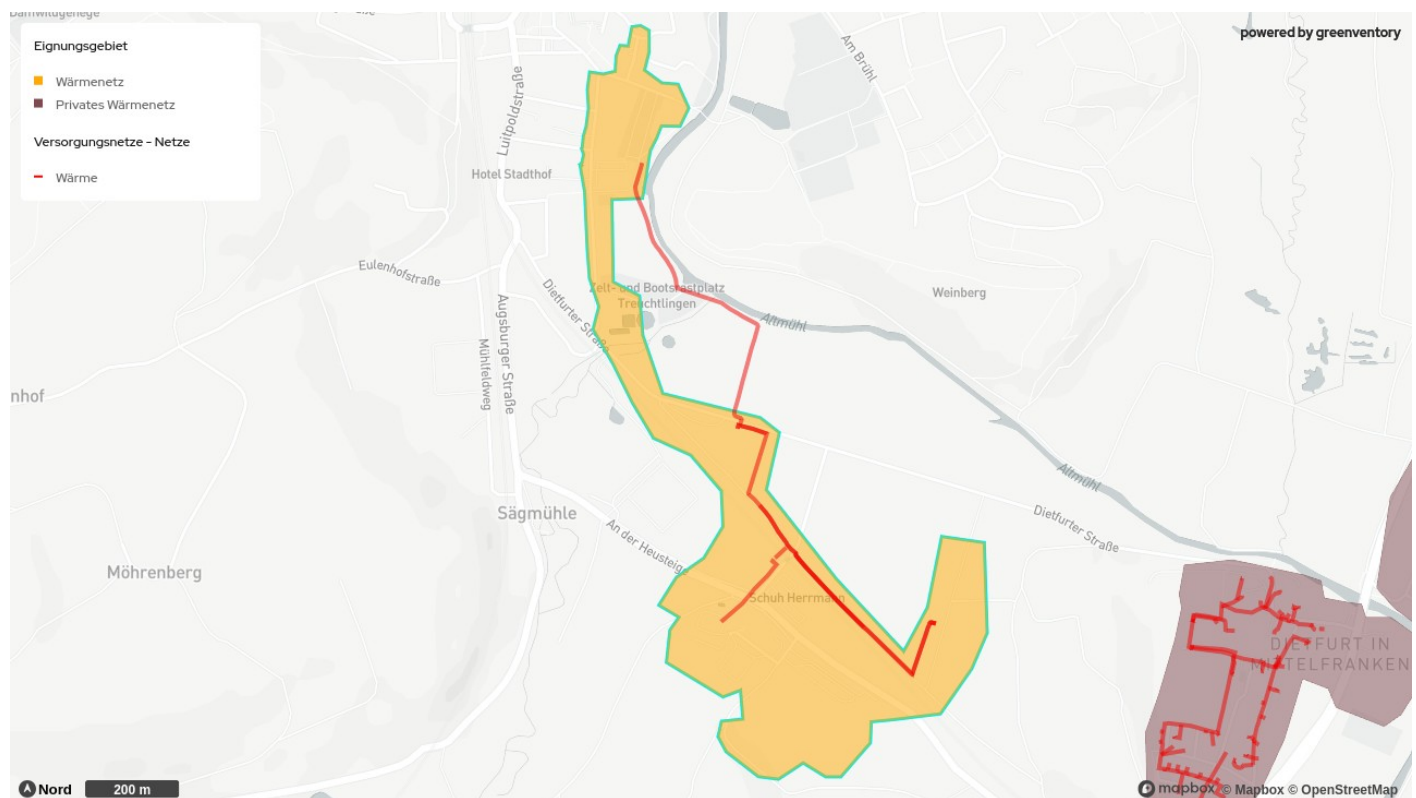 Eignungsgebiet
Wärmenetz
Privates Wärmenetz
Versorgungsnetze - Netze
Wärme
powered by greenventory
Am Brühl
Luitpoldstraße
Hotel Stadthof
Eulenhofstraße
Zelt- und Bootsrastplatz
Treuchtlingen
Weinberg
Dietfurter Straße
Altmühl
Augsburger Straße
Mühlfeldweg
nhof
Altmühl
Sägmühle
An der Heusteige
Dietfurter Straße
Möhrenberg
Schuh Herrmann
DIETFURT IN
MITTELFRANKEN
Nord
200 m
mapbox © Mapbox © OpenStreetMap